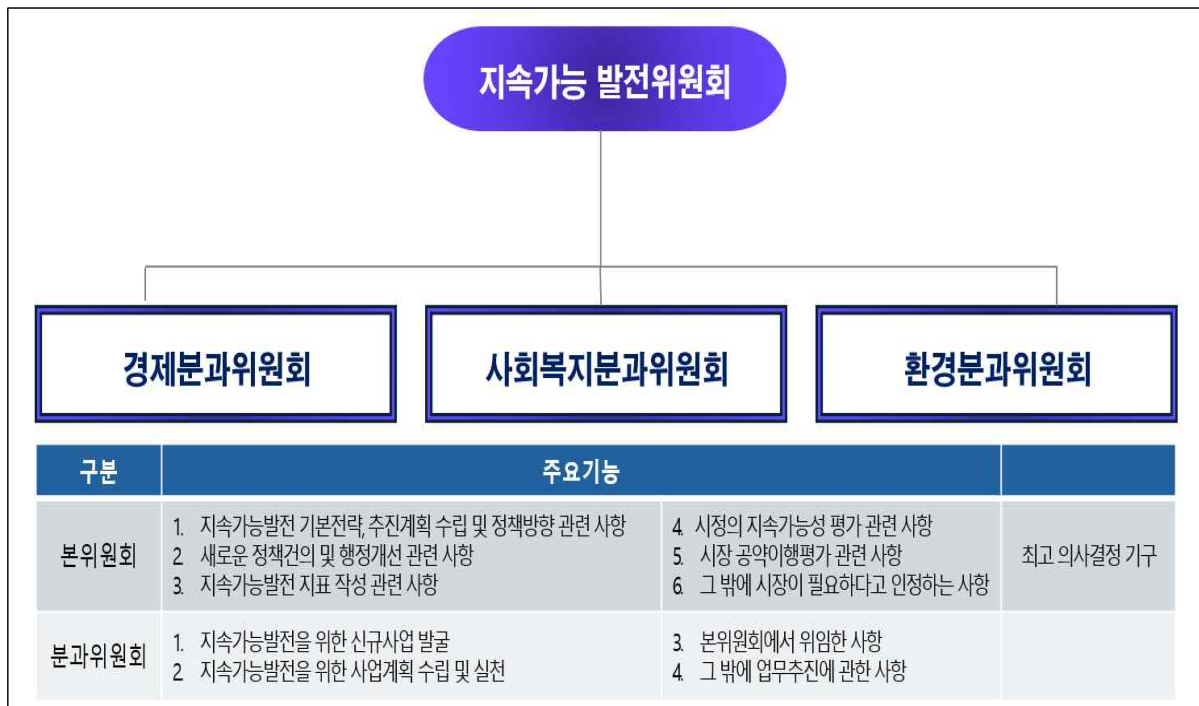 지속가능 발전위원회
경제분과위원회
사회복지분과위원회
환경분과위원회
구분
주요기능
본위원회
1. 지속가능발전 기본전략, 추진계획 수립 및 정책방향 관련 사항
2. 새로운 정책건의 및 행정개선 관련 사항
3. 지속가능발전 지표 작성 관련 사항
4. 시정의 지속가능성 평가 관련 사항
5. 시장 공약이행평가 관련 사항
6. 그 밖에 시장이 필요하다고 인정하는 사항
최고 의사결정 기구
분과위원회
1. 지속가능발전을 위한 신규사업 발굴
2. 지속가능발전을 위한 사업계획 수립 및 실천
3. 본위원회에서 위임한 사항
4. 그 밖에 업무추진에 관한 사항